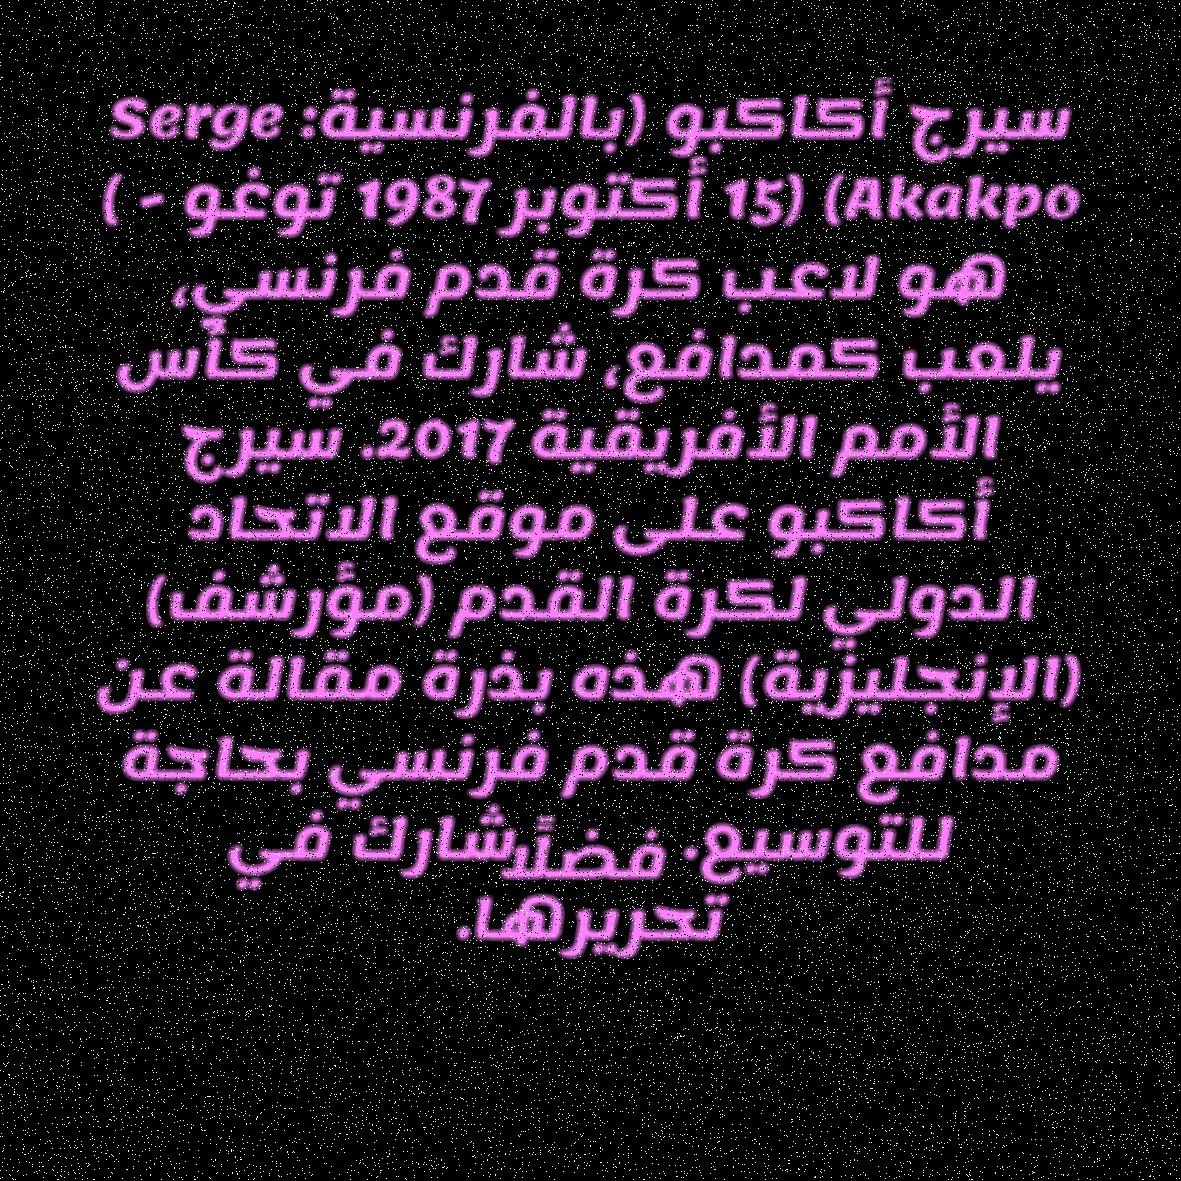 سيرج أكاكبو (بالفرنسية: Serge
Akakpo) (15 أكتوبر 1987 توغو - )
هو لاعب كرة قدم فرنسي،
يلعب كمدافع، شارك في كأس
الأمم الأفريقية 2017. سيرج
أكاكبو على موقع الاتحاد
الدولي لكرة القدم (مؤرشف)
(الإنجليزية) هذه بذرة مقالة عن
مدافع كرة قدم فرنسي بحاجة
للتوسيع. فضلًا شارك في
تحريرها.